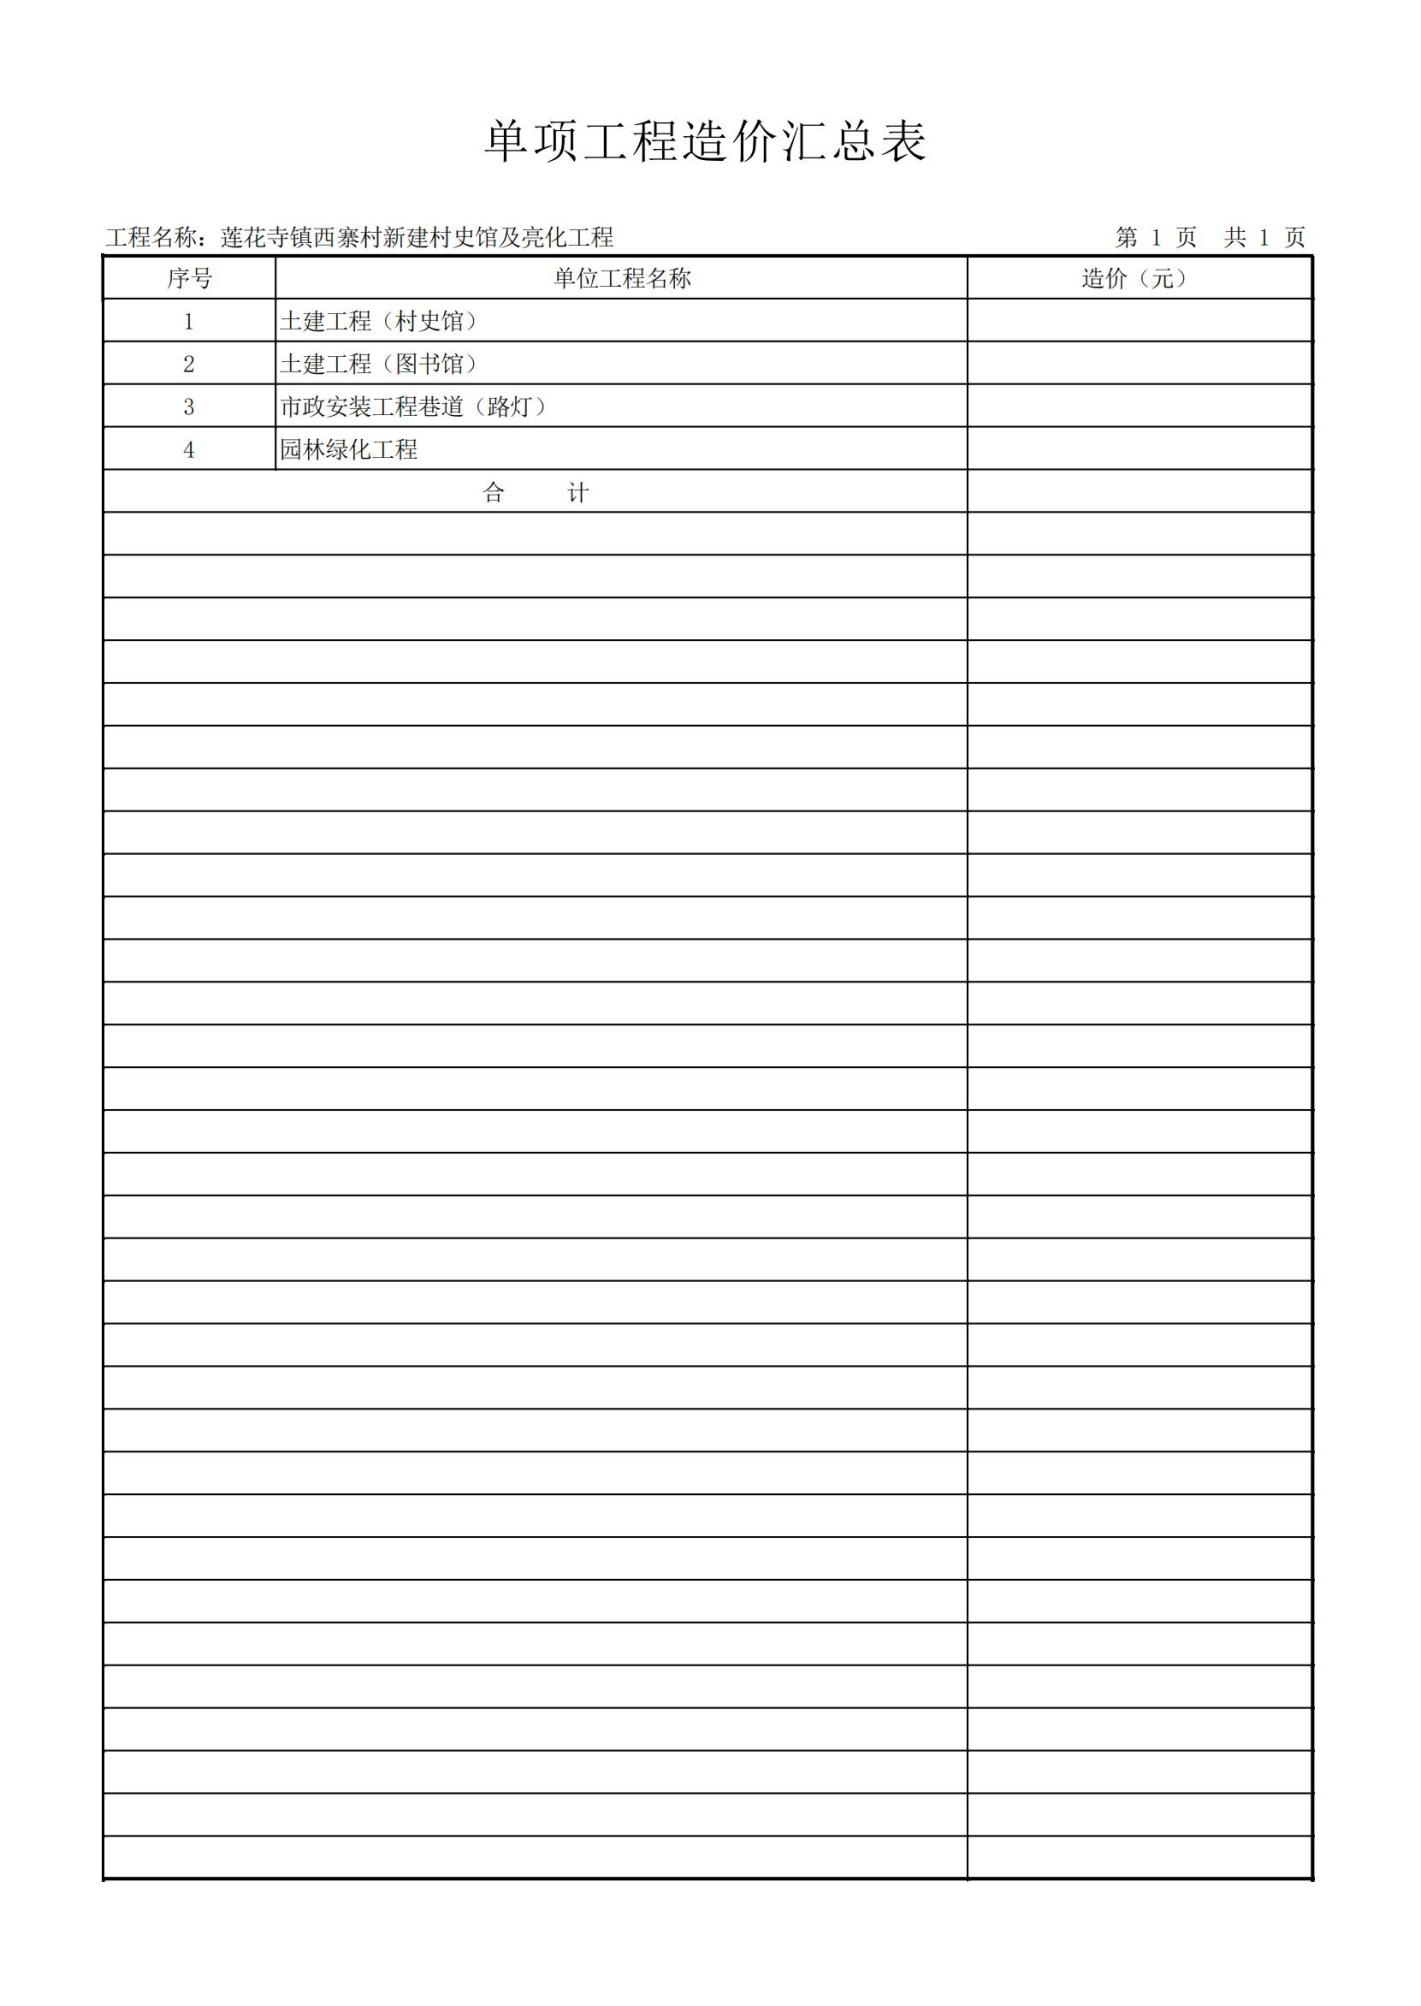 单项工程造价汇总表
工程名称：莲花寺镇西寨村新建村史馆及亮化工程 第 1 页 共 1 页
序号 单位工程名称 造价（元）
1 土建工程（村史馆）
2 土建工程（图书馆）
3 市政安装工程巷道（路灯）
4 园林绿化工程
合 计